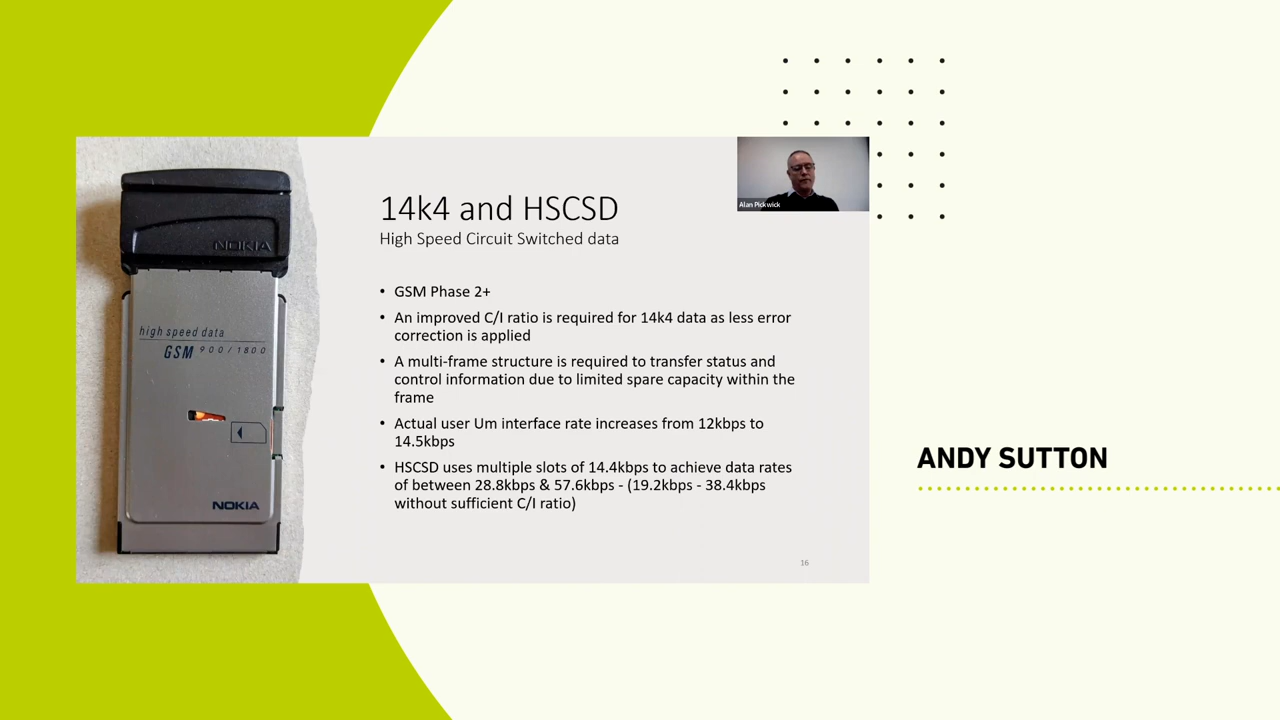 NOKIA
high speed data
GSM 900/1800
NOKIA
14k4 and HSCSD
High Speed Circuit Switched data
• GSM Phase 2+
• An improved C/I ratio is required for 14k4 data as less error
correction is applied
• A multi-frame structure is required to transfer status and
control information due to limited spare capacity within the
frame
• Actual user Um interface rate increases from 12kbps to
14.5kbps
• HSCSD uses multiple slots of 14.4kbps to achieve data rates
of between 28.8kbps & 57.6kbps - (19.2kbps - 38.4kbps
without sufficient C/I ratio)
16
Alan Pickwick
ANDY SUTTON